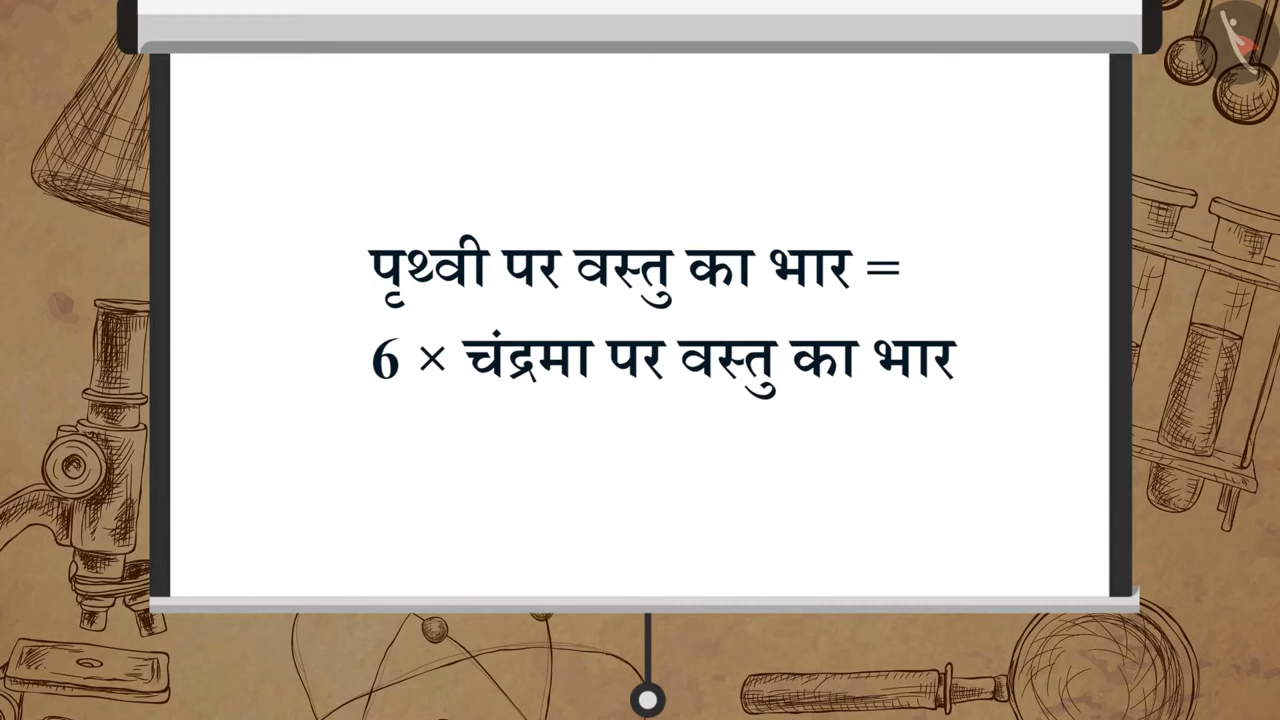 पृथ्वी पर वस्तु का भार =
6 × चंद्रमा पर वस्तु का भार